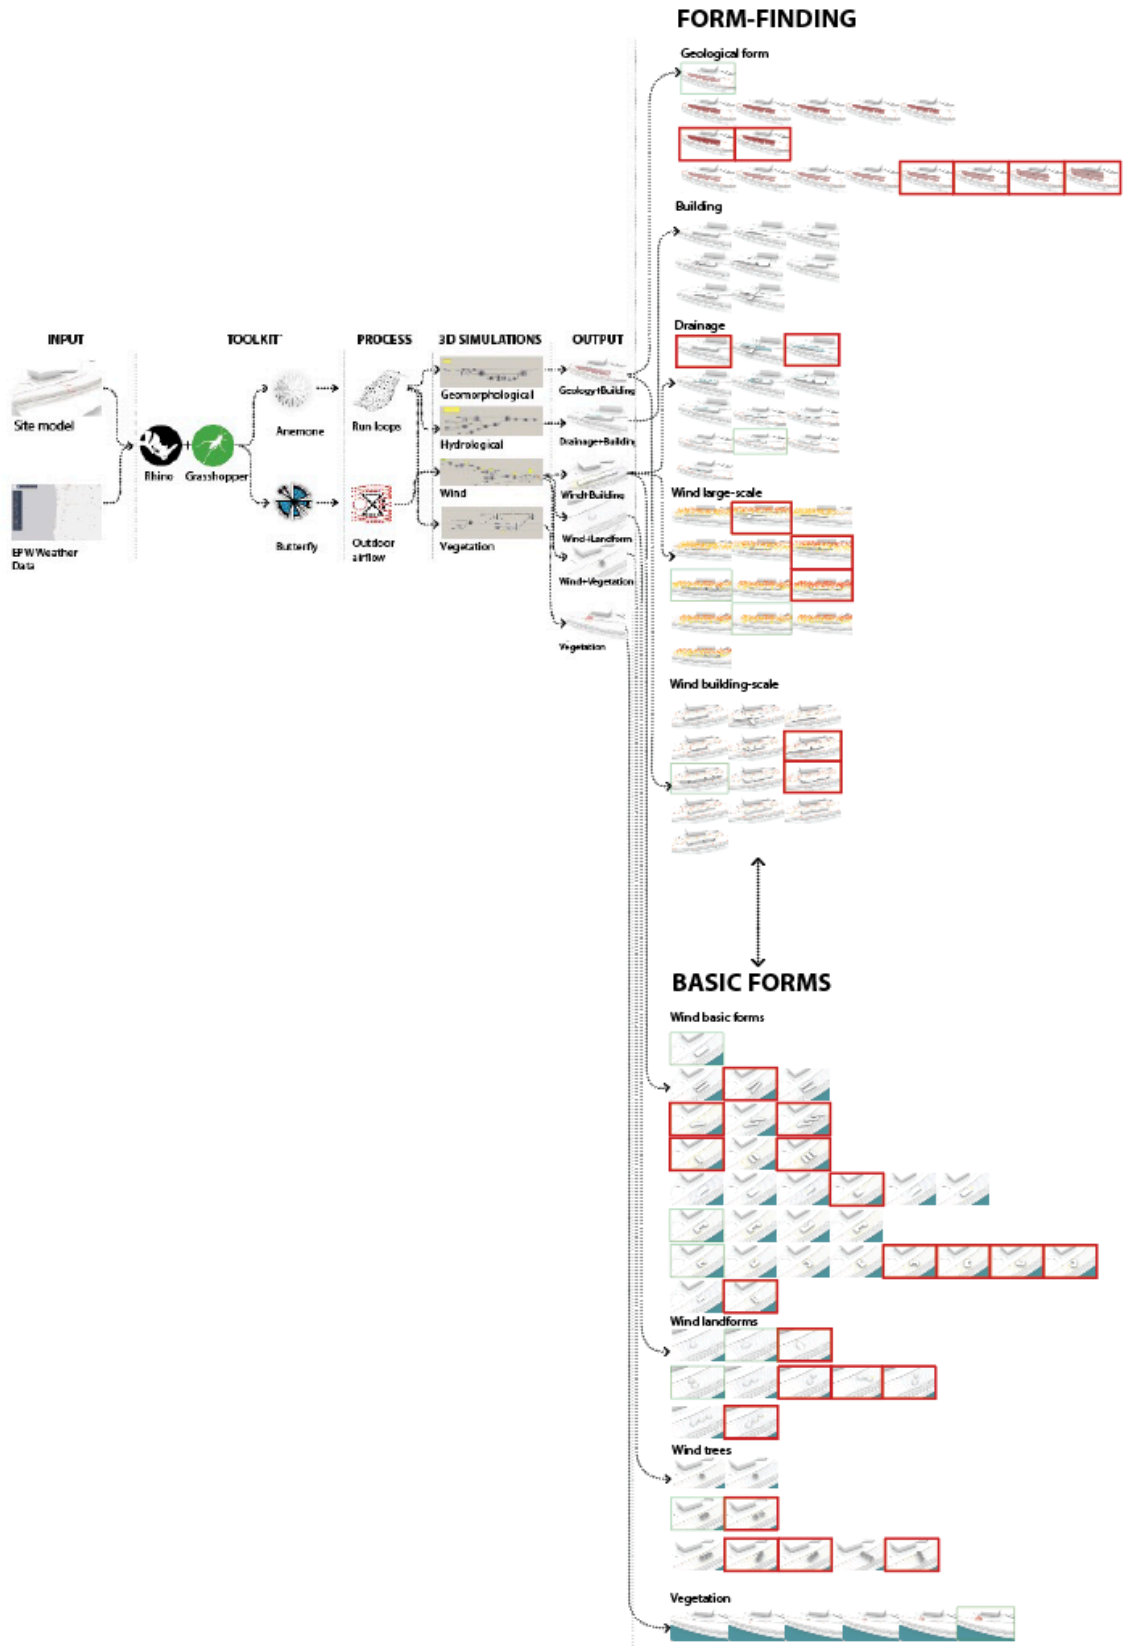 FORM-FINDING
Geological form
Building
Drainage
INPUT
TOOLKIT
PROCESS
3D SIMULATIONS
OUTPUT
Site model
EPW Weather
Data
Rhino
+
Grasshopper
Anemone
Butterfly
Run loops
Outdoor
airflow
Geomorphological
Hydrological
Wind
Vegetation
Geology+Building
Drainage+Building
Wind+Building
Wind+Landform
Wind+Vegetation
Vegetation
Wind large-scale
Wind building-scale
BASIC FORMS
Wind basic forms
Wind landforms
Wind trees
Vegetation